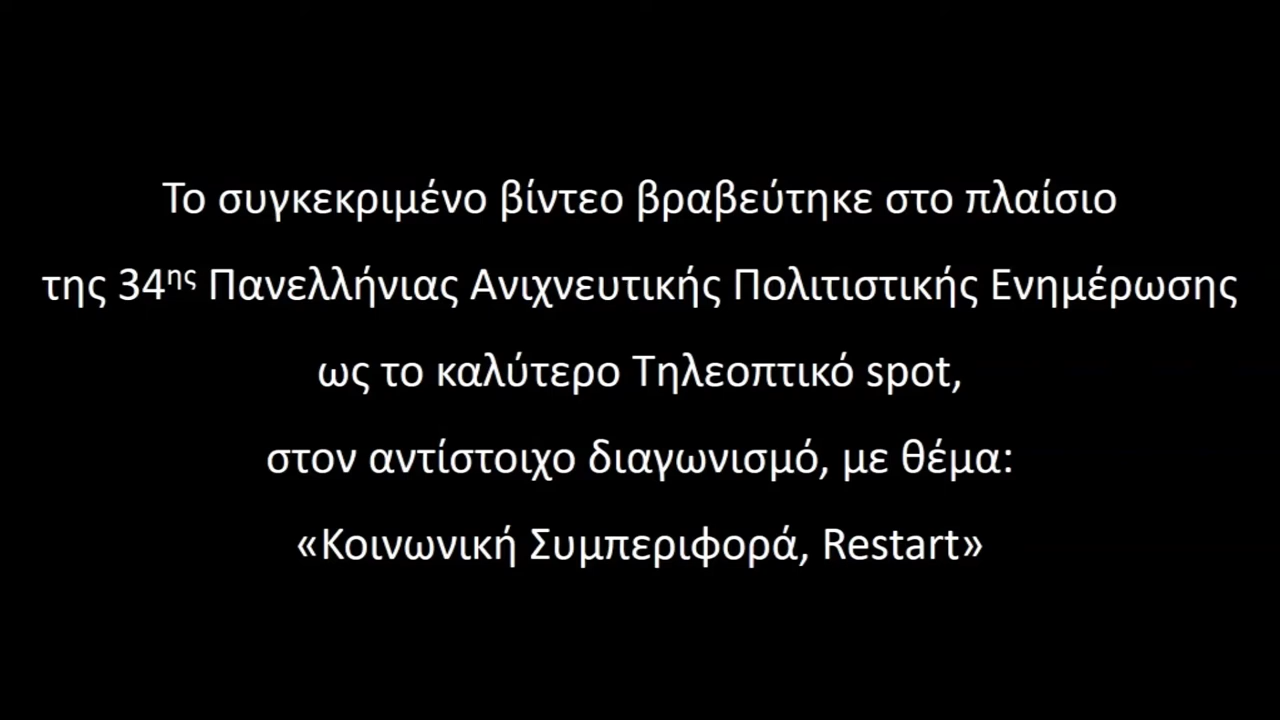 Το συγκεκριμένο βίντεο βραβεύτηκε στο πλαίσιο
της 34ης Πανελλήνιας Ανιχνευτικής Πολιτιστικής Ενημέρωσης
ως το καλύτερο Τηλεοπτικό spot,
στον αντίστοιχο διαγωνισμό, με θέμα:
«Κοινωνική Συμπεριφορά, Restart»